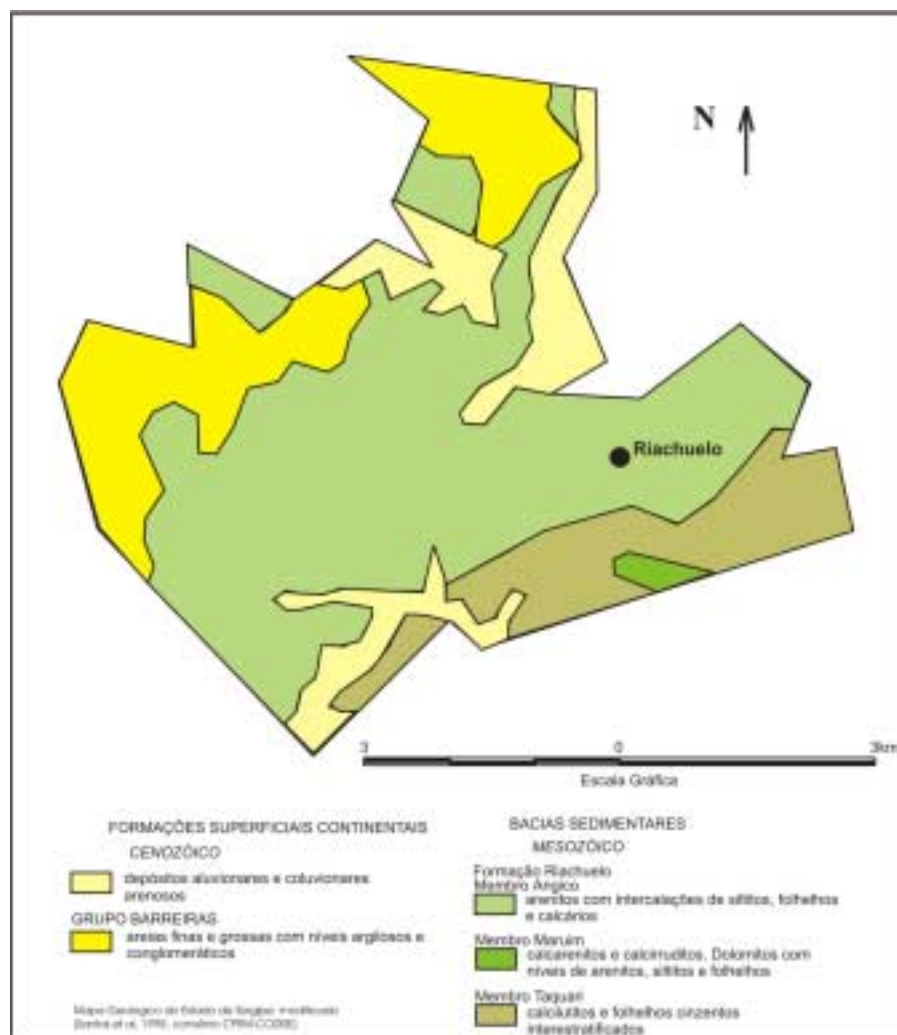 N
Riachuelo
3 0 3km
Escala Gráfica
FORMAÇÕES SUPERFICIAIS CONTINENTAIS
CENOZÓICO
depósitos aluvionares e coluvionares
arenosos
GRUPO BARREIRAS
areias finas e grossas com níveis argilosos e
conglomeráticos
Mapa Geológico do Estado de Sergipe modificado
BACIAS SEDIMENTARES
MESOZÓICO
Formação Riachuelo
Membro Angico
arenitos com intercalações de siltitos, folhelhos
e calcários
Membro Maruim
calcarenitos e calcirruditos. Dolomitos com
níveis de arenitos, siltitos e folhelhos
Membro Taquari
calcilutitos e folhelhos cinzentos
interestratificados